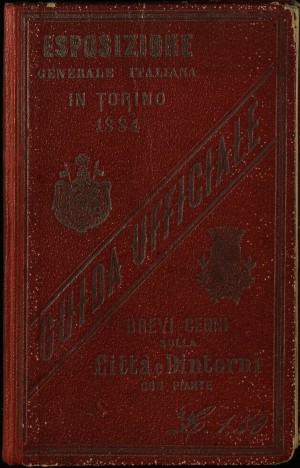 ESPOSIZIONE
GENERALE ITALIANA
IN TORINO
1884
GUIDA UFFICIALE
BREVI CENNI
SULLA
Città e Dintorni
CON PIANTE